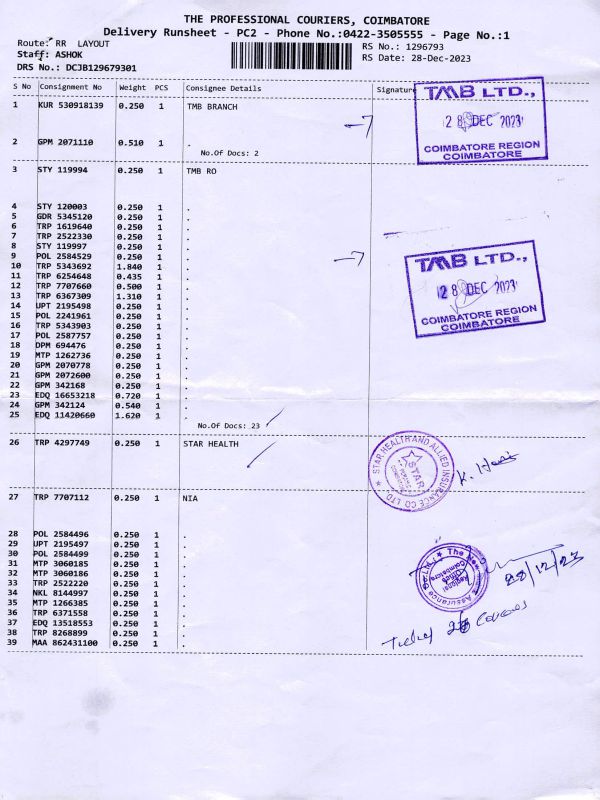 THE PROFESSIONAL COURIERS, COIMBATORE
Delivery Runsheet - PC2 - Phone No.:0422-3505555 - Page No.:1
Route: RR LAYOUT
RS No.: 1296793
Staff: ASHOK
RS Date: 28-Dec-2023
DRS No.: DCJB129679301
S No Consignment No Weight PCS Consignee Details Signature
1 KUR 530918139 0.250 1 TMB BRANCH
TMB LTD.,
28 DEC 2023
COIMBATORE REGION
COIMBATORE
2 GPM 2071110 0.510 1 .
No.Of Docs: 2
3 STY 119994 0.250 1 TMB RO
4 STY 120003 0.250 1 .
5 GDR 5345120 0.250 1 .
6 TRP 1619640 0.250 1 .
7 TRP 2522330 0.250 1 .
8 STY 119997 0.250 1 .
9 POL 2584529 0.250 1 .
10 TRP 5343692 1.840 1 .
11 TRP 6254648 0.435 1 .
12 TRP 7707660 0.500 1 .
13 TRP 6367309 1.310 1 .
14 UPT 2195498 0.250 1 .
15 POL 2241961 0.250 1 .
16 TRP 5343903 0.250 1 .
17 POL 2587757 0.250 1 .
18 DPM 694476 0.250 1 .
19 MTP 1262736 0.250 1 .
20 GPM 2070778 0.250 1 .
21 GPM 2072600 0.250 1 .
22 GPM 342168 0.250 1 .
23 EDQ 16653218 0.720 1 .
24 GPM 342124 0.540 1 .
25 EDQ 11420660 1.620 1 .
TMB LTD.,
28 DEC 2023
COIMBATORE REGION
COIMBATORE
No.Of Docs: 23
26 TRP 4297749 0.250 1 STAR HEALTH
STAR HEALTH AND ALLIED INSURANCE CO LTD
STAR
27 TRP 7707112 0.250 1 NIA
28 POL 2584496 0.250 1 .
29 UPT 2195497 0.250 1 .
30 POL 2584499 0.250 1 .
31 MTP 3060185 0.250 1 .
32 MTP 3060186 0.250 1 .
33 TRP 2522220 0.250 1 .
34 NKL 8144997 0.250 1 .
35 MTP 1266385 0.250 1 .
36 TRP 6371558 0.250 1 .
37 EDQ 13518553 0.250 1 .
38 TRP 8268899 0.250 1 .
39 MAA 862431100 0.250 1 .
28/12/23